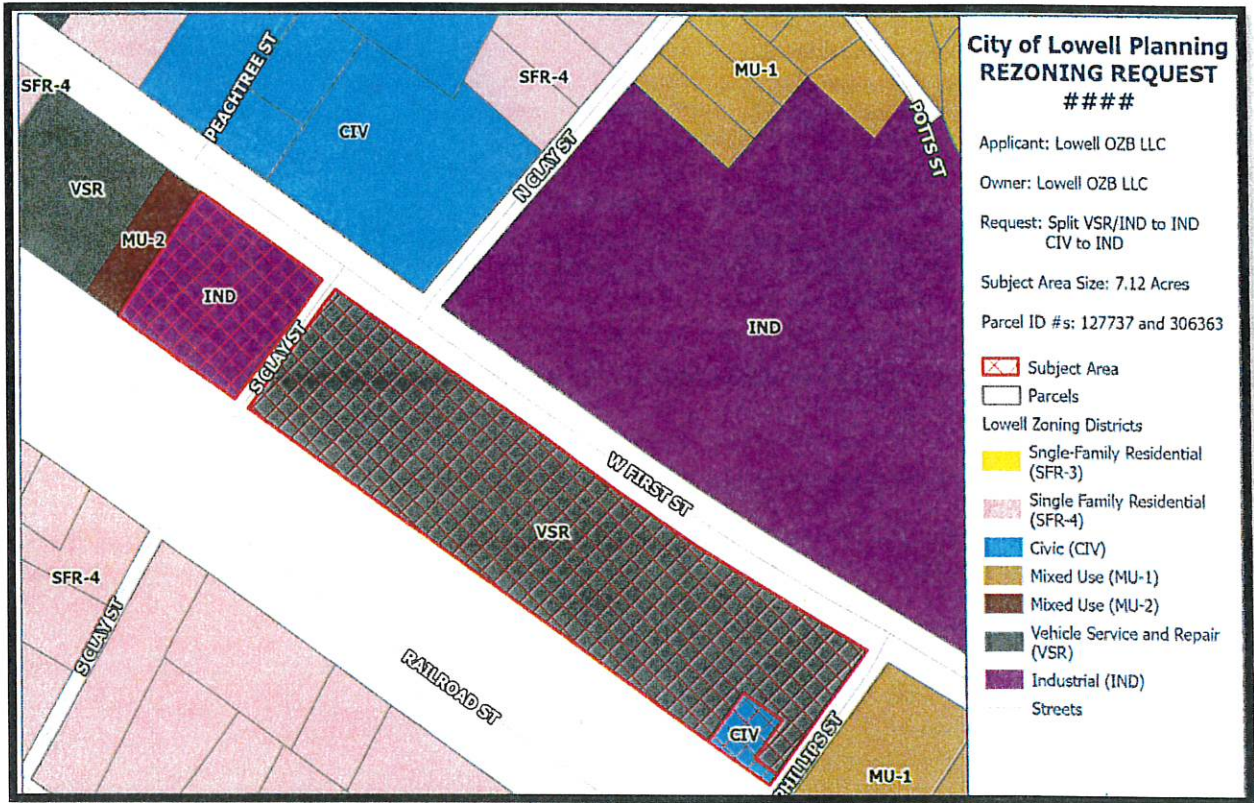 City of Lowell Planning
REZONING REQUEST
####
Applicant: Lowell OZB LLC
Owner: Lowell OZB LLC
Request: Split VSR/IND to IND
CIV to IND
Subject Area Size: 7.12 Acres
Parcel ID #s: 127737 and 306363
Subject Area
Parcels
Lowell Zoning Districts
Sngle-Family Residential
(SFR-3)
Single Family Residential
(SFR-4)
Civic (CIV)
Mixed Use (MU-1)
Mixed Use (MU-2)
Vehicle Service and Repair
(VSR)
Industrial (IND)
Streets
SFR-4
PEACHTREE ST
CIV
SFR-4
MU-1
POTTS ST
N CLAY ST
VSR
MU-2
IND
S CLAY ST
IND
W FIRST ST
VSR
SFR-4
S CLAY ST
RAILROAD ST
CIV
PHILLIPS ST
MU-1